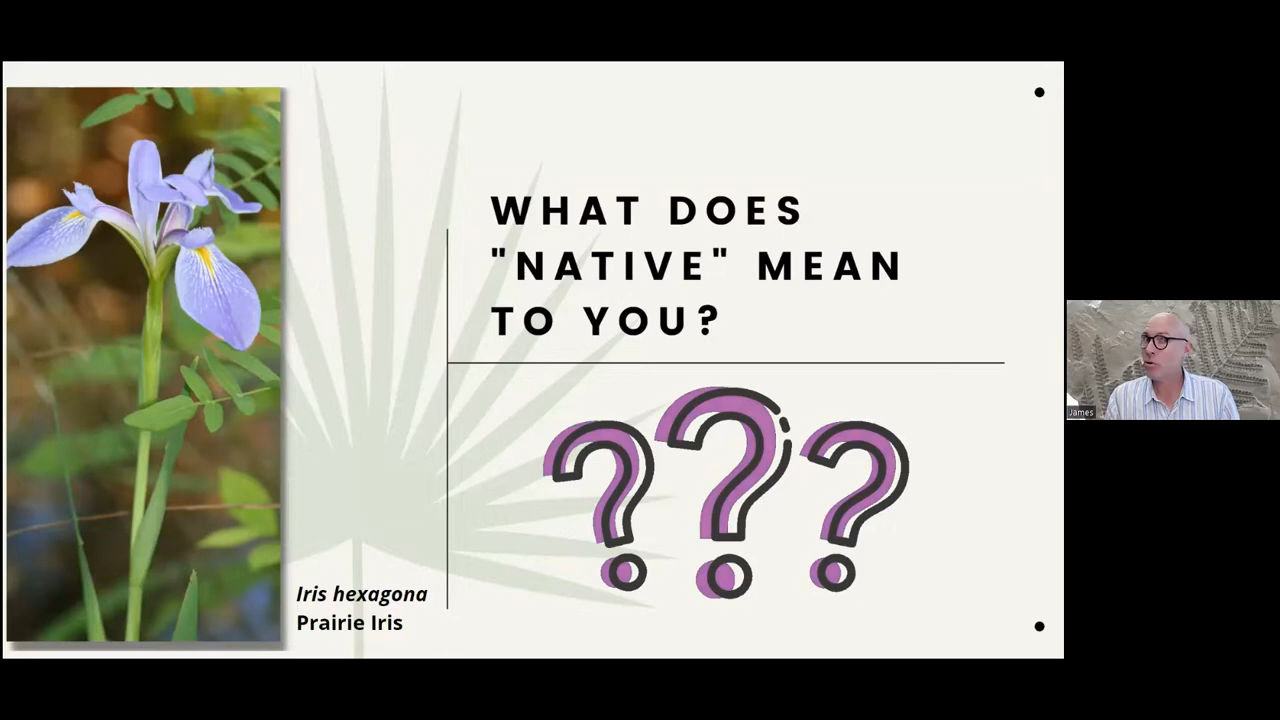 WHAT DOES
"NATIVE" MEAN
TO YOU?
???
Iris hexagona
Prairie Iris
James